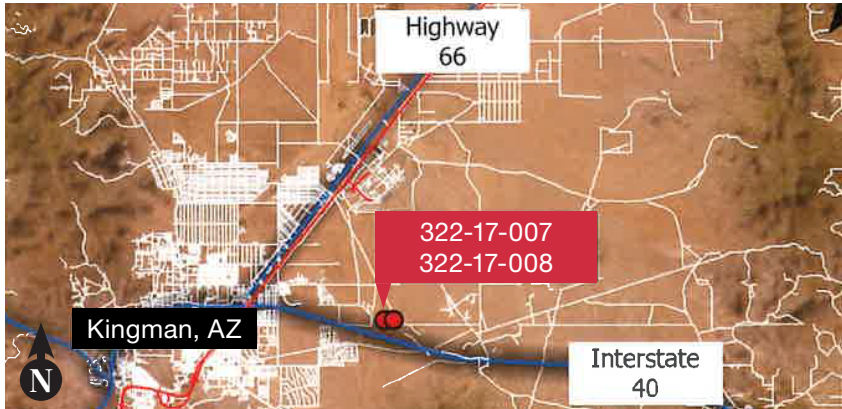 Highway
66
322-17-007
322-17-008
Kingman, AZ
Interstate
40
N